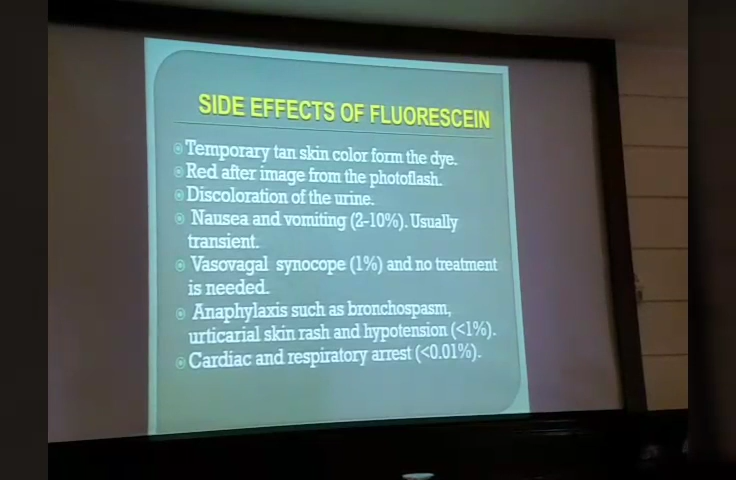 SIDE EFFECTS OF FLUORESCEIN
Temporary tan skin color form the dye.
Red after image from the photoflash.
Discoloration of the urine.
Nausea and vomiting (2-10%). Usually
transient.
Vasovagal synocope (1%) and no treatment
is needed.
Anaphylaxis such as bronchospasm,
urticarial skin rash and hypotension (<1%).
Cardiac and respiratory arrest (<0.01%).